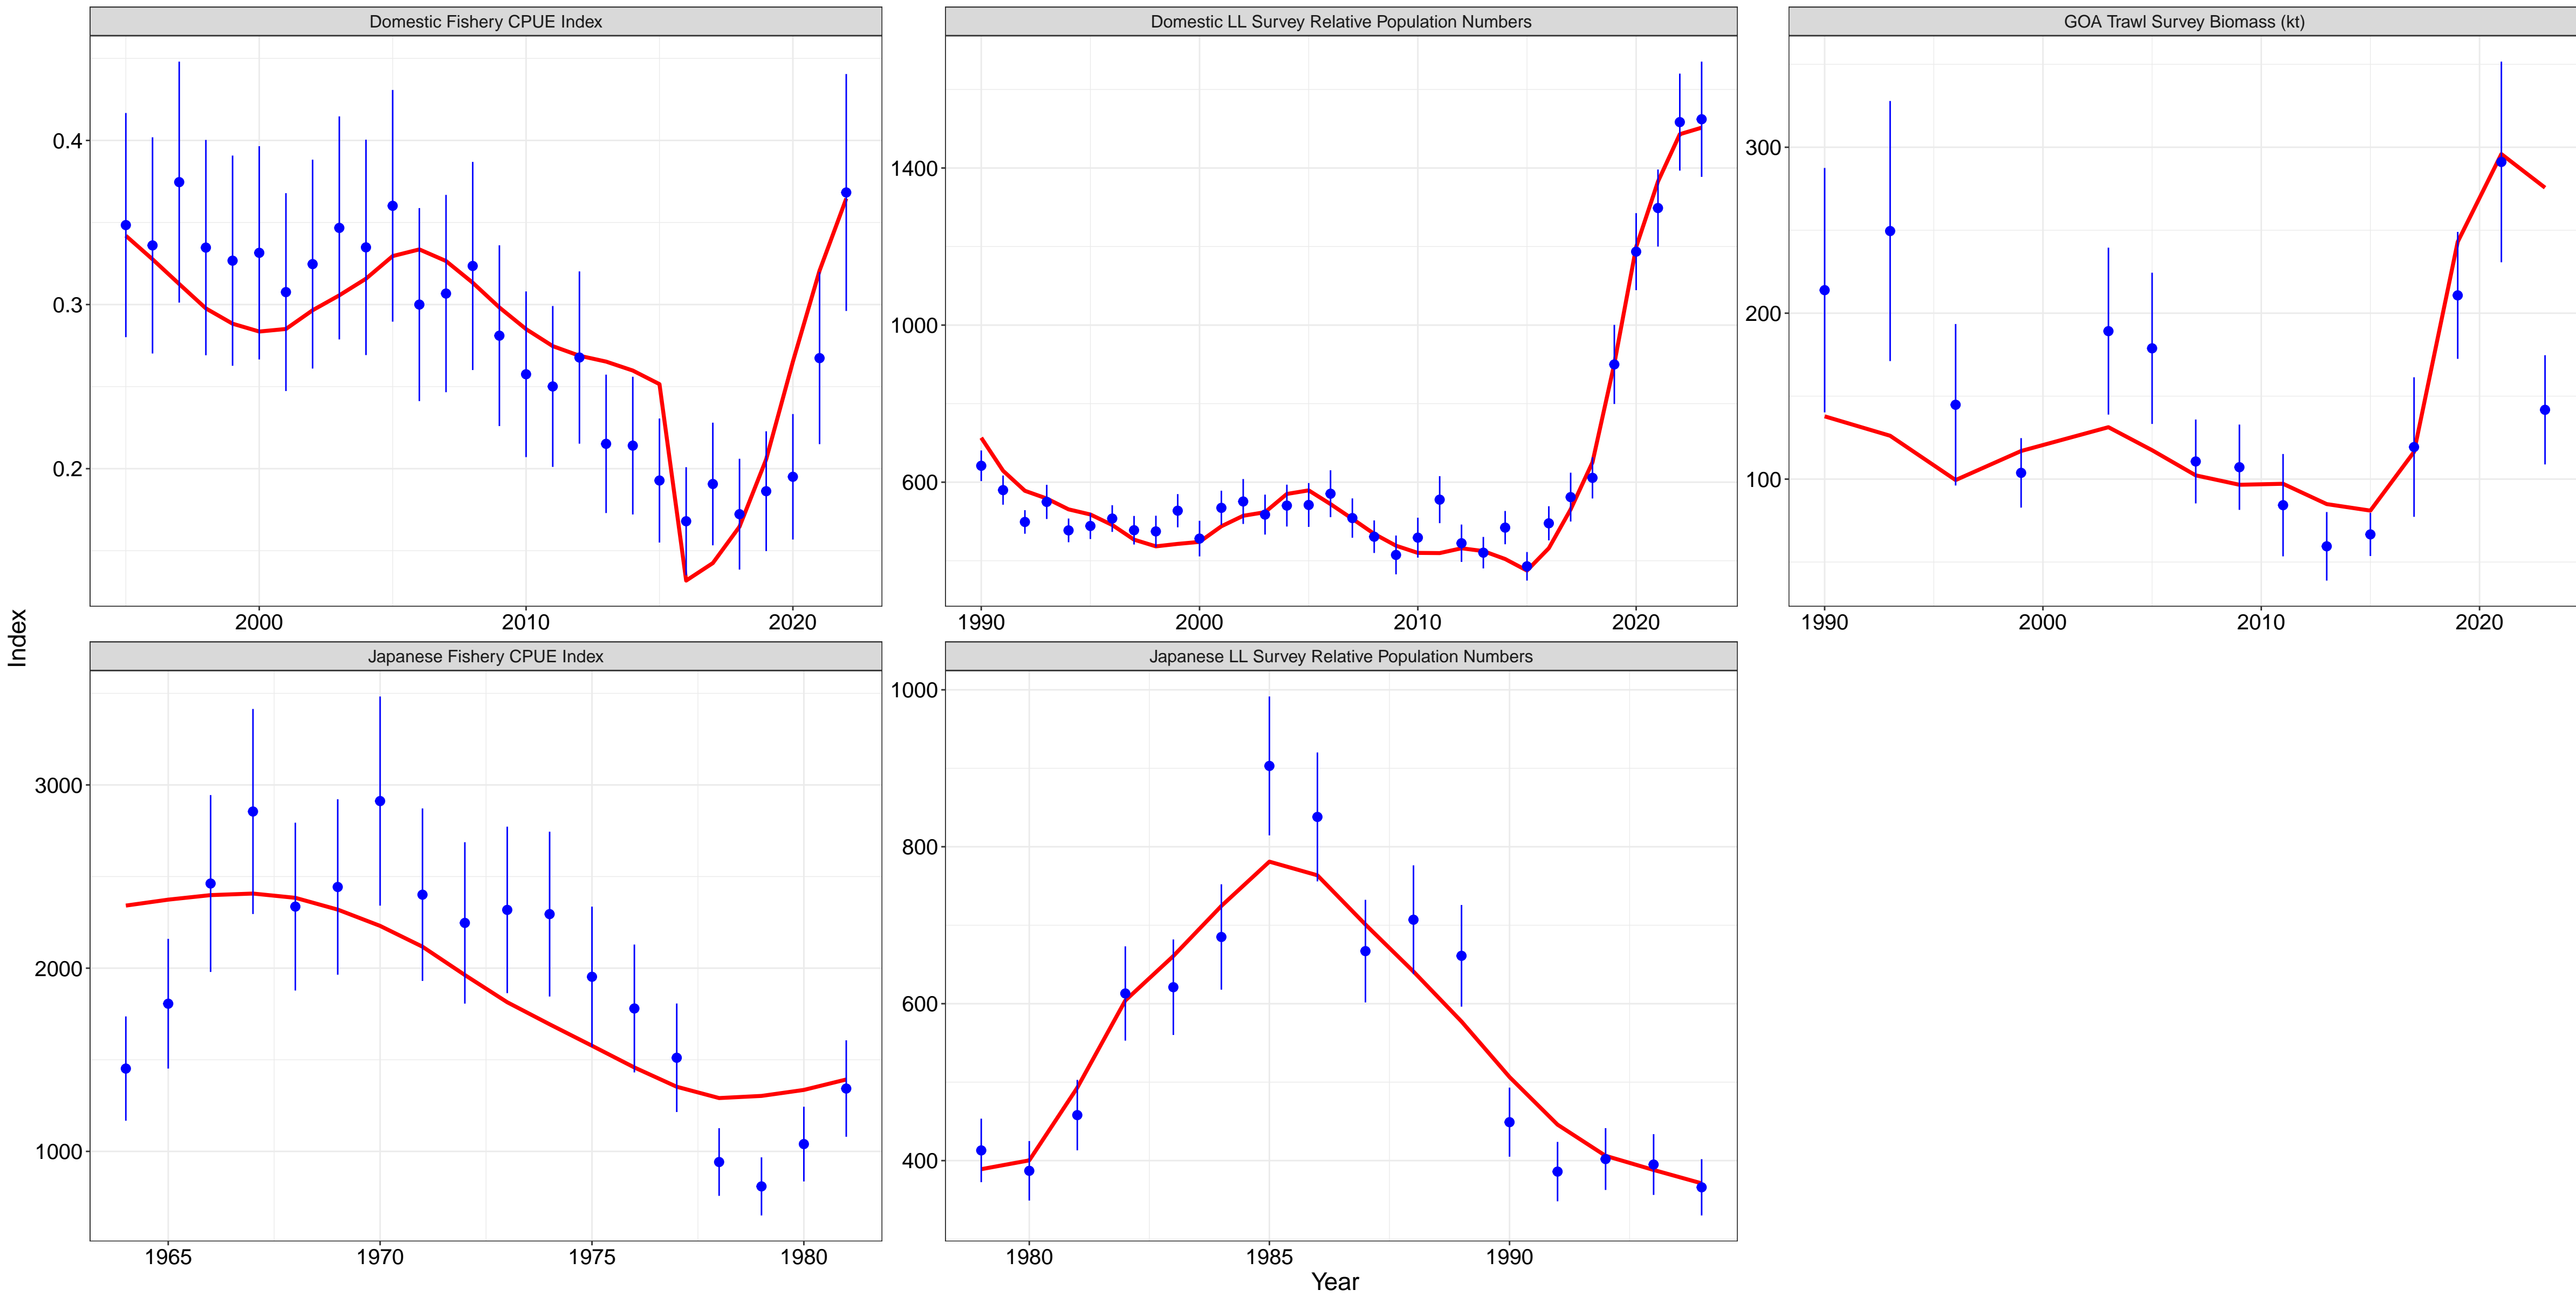 Domestic Fishery CPUE Index
Domestic LL Survey Relative Population Numbers
GOA Trawl Survey Biomass (kt)
0.4
0.3
0.2
2000 2010 2020
1400
1000
600
1990 2000 2010 2020
300
200
100
1990 2000 2010 2020
Index
Japanese Fishery CPUE Index
Japanese LL Survey Relative Population Numbers
3000
2000
1000
1965 1970 1975 1980
1000
800
600
400
1980 1985 1990
Year